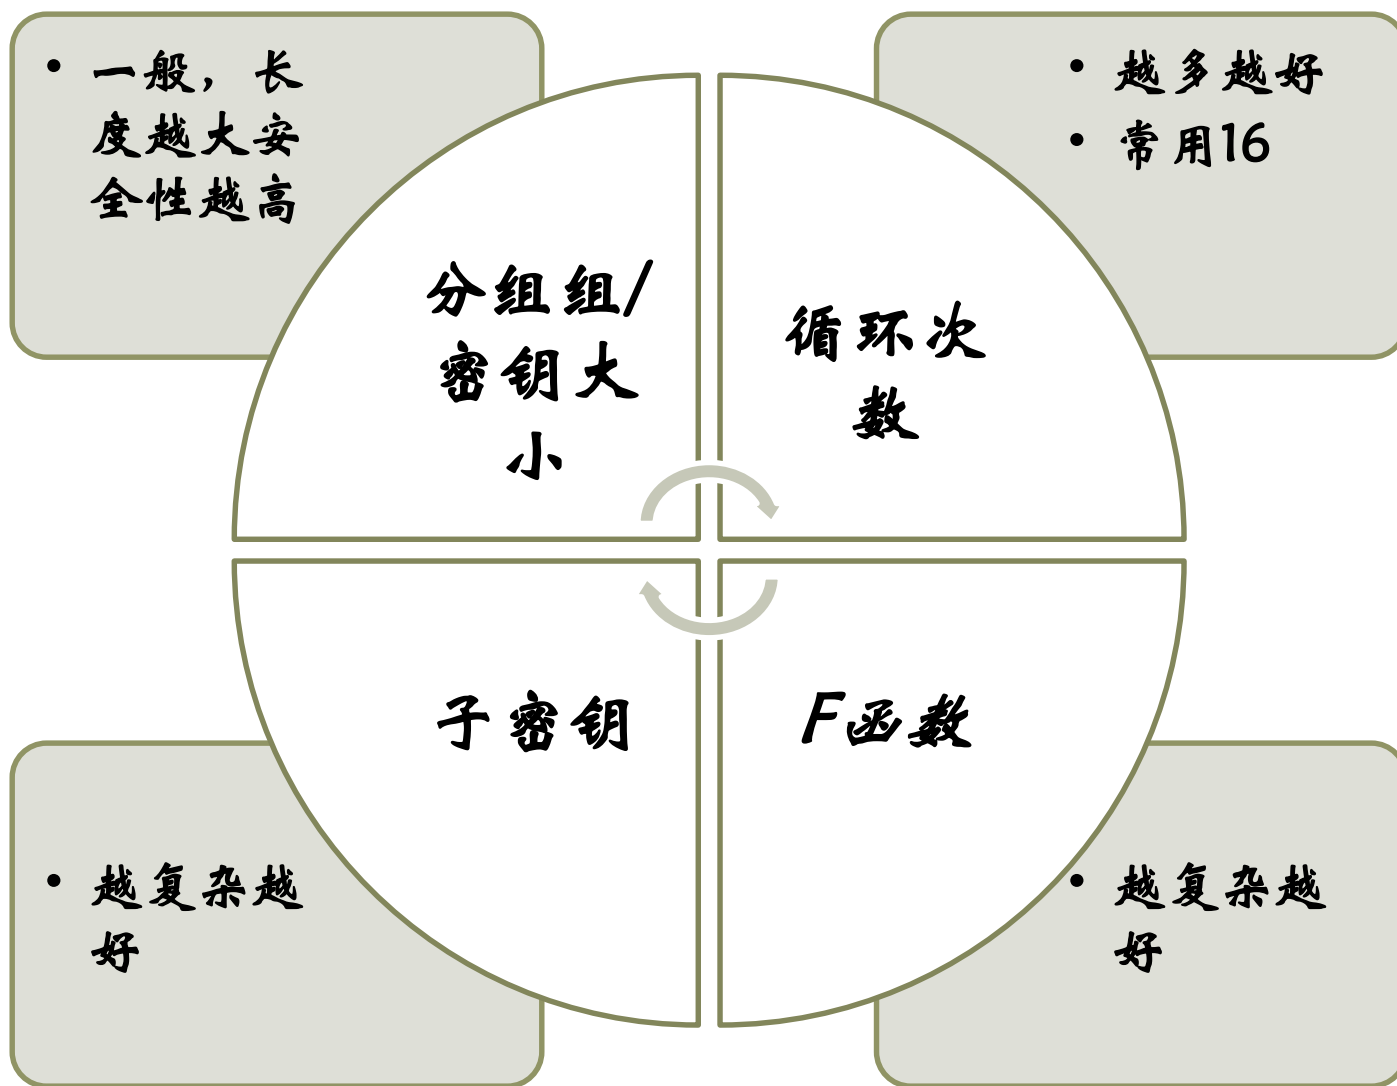 • 一般，长
度越大安
全性越高
• 越多越好
• 常用16
分组组/
密钥大
小
循环次
数
子密钥
F函数
• 越复杂越
好
• 越复杂越
好